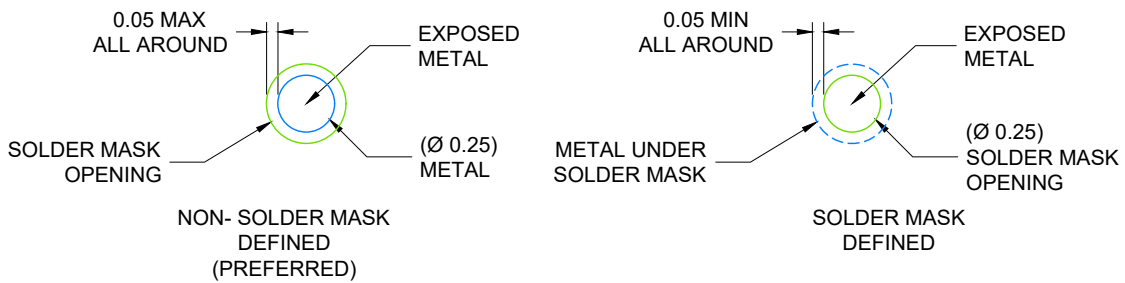 0.05 MAX
ALL AROUND
EXPOSED
METAL
SOLDER MASK
OPENING
(Ø 0.25)
METAL
NON- SOLDER MASK
DEFINED
(PREFERRED)
0.05 MIN
ALL AROUND
EXPOSED
METAL
METAL UNDER
SOLDER MASK
(Ø 0.25)
SOLDER MASK
OPENING
SOLDER MASK
DEFINED